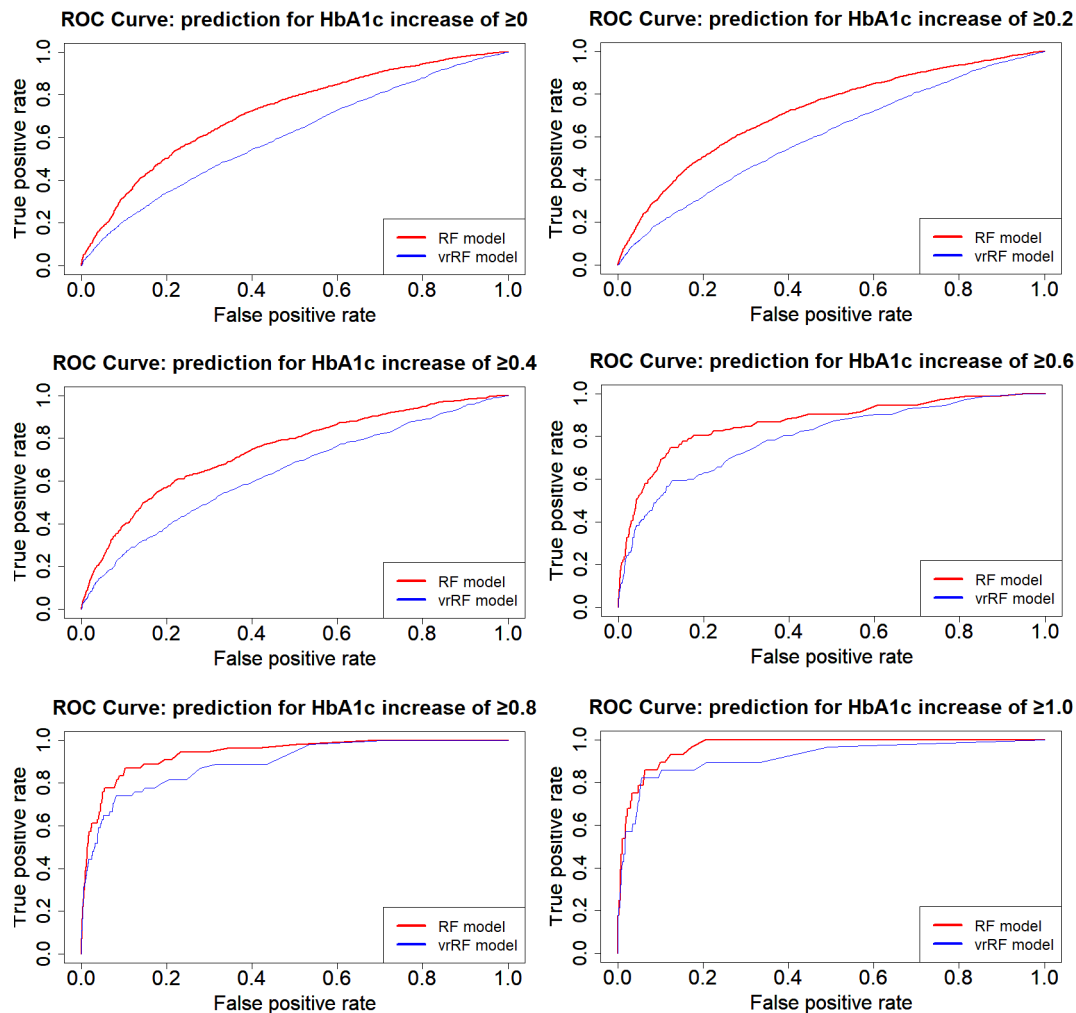 ROC Curve: prediction for HbA1c increase of ≥0
True positive rate
0.0 0.2 0.4 0.6 0.8 1.0
RF model
vrRF model
0.0 0.2 0.4 0.6 0.8 1.0
False positive rate
ROC Curve: prediction for HbA1c increase of ≥0.2
True positive rate
0.0 0.2 0.4 0.6 0.8 1.0
RF model
vrRF model
0.0 0.2 0.4 0.6 0.8 1.0
False positive rate
ROC Curve: prediction for HbA1c increase of ≥0.4
True positive rate
0.0 0.2 0.4 0.6 0.8 1.0
RF model
vrRF model
0.0 0.2 0.4 0.6 0.8 1.0
False positive rate
ROC Curve: prediction for HbA1c increase of ≥0.6
True positive rate
0.0 0.2 0.4 0.6 0.8 1.0
RF model
vrRF model
0.0 0.2 0.4 0.6 0.8 1.0
False positive rate
ROC Curve: prediction for HbA1c increase of ≥0.8
True positive rate
0.0 0.2 0.4 0.6 0.8 1.0
RF model
vrRF model
0.0 0.2 0.4 0.6 0.8 1.0
False positive rate
ROC Curve: prediction for HbA1c increase of ≥1.0
True positive rate
0.0 0.2 0.4 0.6 0.8 1.0
RF model
vrRF model
0.0 0.2 0.4 0.6 0.8 1.0
False positive rate